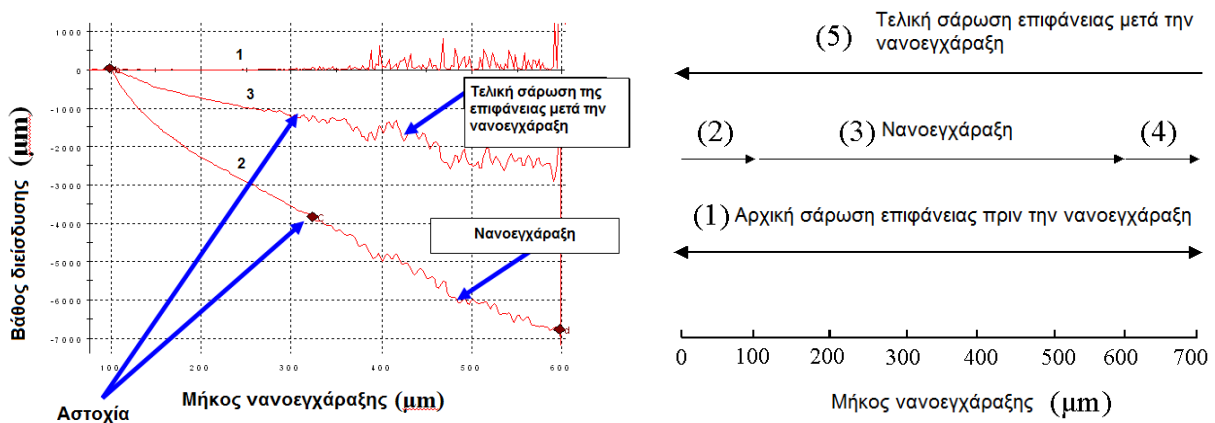 1000
0
-1000
-2000
-3000
-4000
-5000
-6000
-7000
Βάθος διείσδυσης (μm)
1
3
2
c
d
Τελική σάρωση της
επιφάνειας μετά την
νανοεγχάραξη
Νανοεγχάραξη
100 200 300 400 500 600
Μήκος νανοεγχάραξης (μm)
Αστοχία
(5) Τελική σάρωση επιφάνειας μετά την
νανοεγχάραξη
(2) (3) Νανοεγχάραξη (4)
(1) Αρχική σάρωση επιφάνειας πριν την νανοεγχάραξη
0 100 200 300 400 500 600 700
Μήκος νανοεγχάραξης (μm)